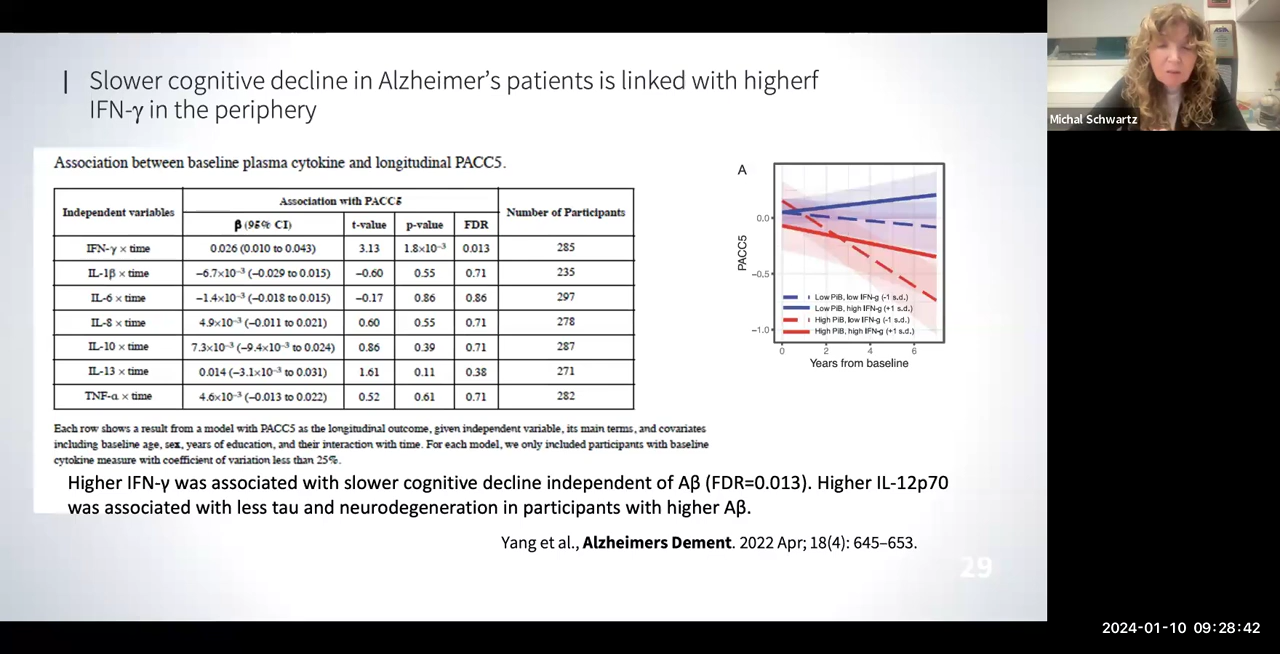 Slower cognitive decline in Alzheimer's patients is linked with higherf
IFN-γ in the periphery
Michal Schwartz
Association between baseline plasma cytokine and longitudinal PACC5.
Independent variables
Association with PACC5
Number of Participants
β (95% CI)
t-value
p-value
FDR
IFN-γ × time 0.026 (0.010 to 0.043) 3.13 1.8×10⁻³ 0.013 285
IL-1β × time −6.7×10⁻³ (−0.029 to 0.015) −0.60 0.55 0.71 235
IL-6 × time −1.4×10⁻³ (−0.018 to 0.015) −0.17 0.86 0.86 297
IL-8 × time 4.9×10⁻³ (−0.011 to 0.021) 0.60 0.55 0.71 278
IL-10 × time 7.3×10⁻³ (−9.4×10⁻³ to 0.024) 0.86 0.39 0.71 287
IL-13 × time 0.014 (−3.1×10⁻³ to 0.031) 1.61 0.11 0.38 271
TNF-α × time 4.6×10⁻³ (−0.013 to 0.022) 0.52 0.61 0.71 282
Each row shows a result from a model with PACC5 as the longitudinal outcome, given independent variable, its main terms, and covariates
including baseline age, sex, years of education, and their interaction with time. For each model, we only included participants with baseline
cytokine measure with coefficient of variation less than 25%.
A
PACC5
0.0
−0.5
−1.0
Low PiB, low IFN-g (-1 s.d.)
Low PiB, high IFN-g (+1 s.d.)
High PiB, low IFN-g (-1 s.d.)
High PiB, high IFN-g (+1 s.d.)
0 2 4 6
Years from baseline
Higher IFN-γ was associated with slower cognitive decline independent of Aβ (FDR=0.013). Higher IL-12p70
was associated with less tau and neurodegeneration in participants with higher Aβ.
Yang et al., Alzheimers Dement. 2022 Apr; 18(4): 645–653.
29
2024-01-10 09:28:42